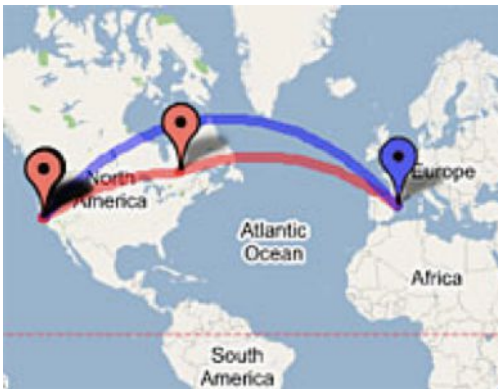 North
America
Europe
Atlantic
Ocean
Africa
South
America